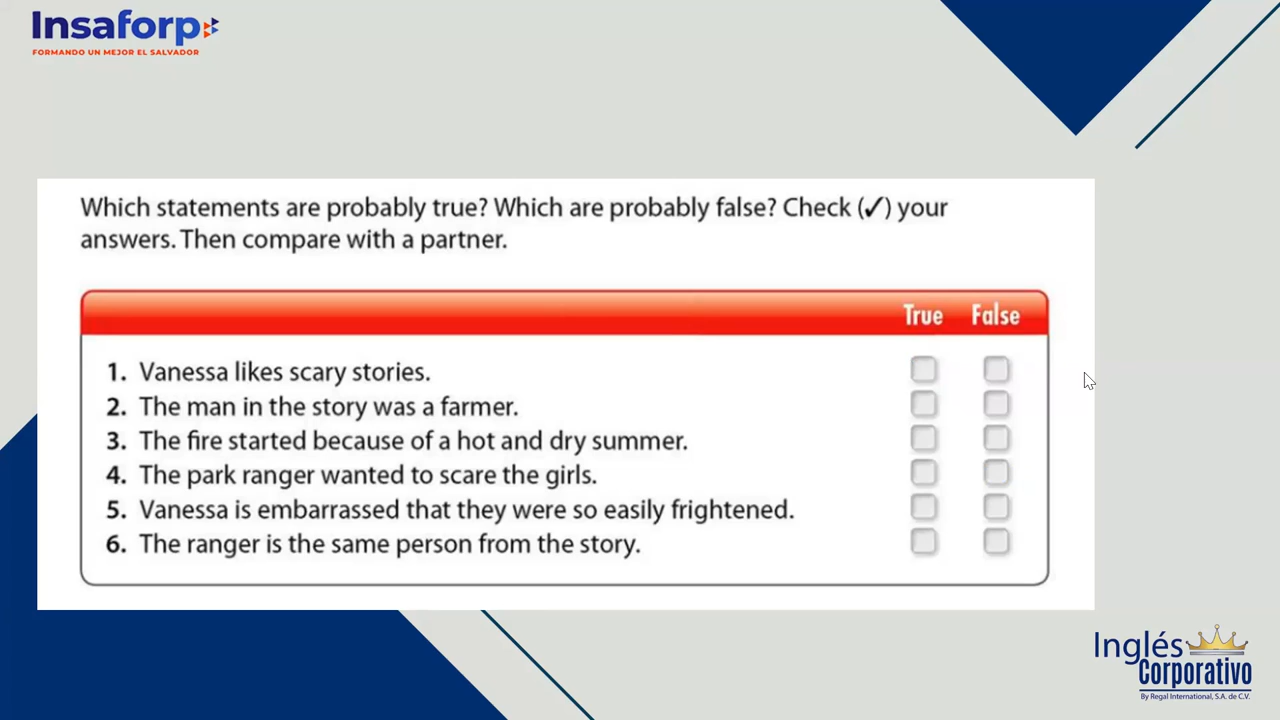 Insaforp
FORMANDO UN MEJOR EL SALVADOR
Which statements are probably true? Which are probably false? Check (✓) your
answers. Then compare with a partner.
True False
1. Vanessa likes scary stories.
2. The man in the story was a farmer.
3. The fire started because of a hot and dry summer.
4. The park ranger wanted to scare the girls.
5. Vanessa is embarrassed that they were so easily frightened.
6. The ranger is the same person from the story.
Inglés
Corporativo
By Regal International, S.A. de C.V.